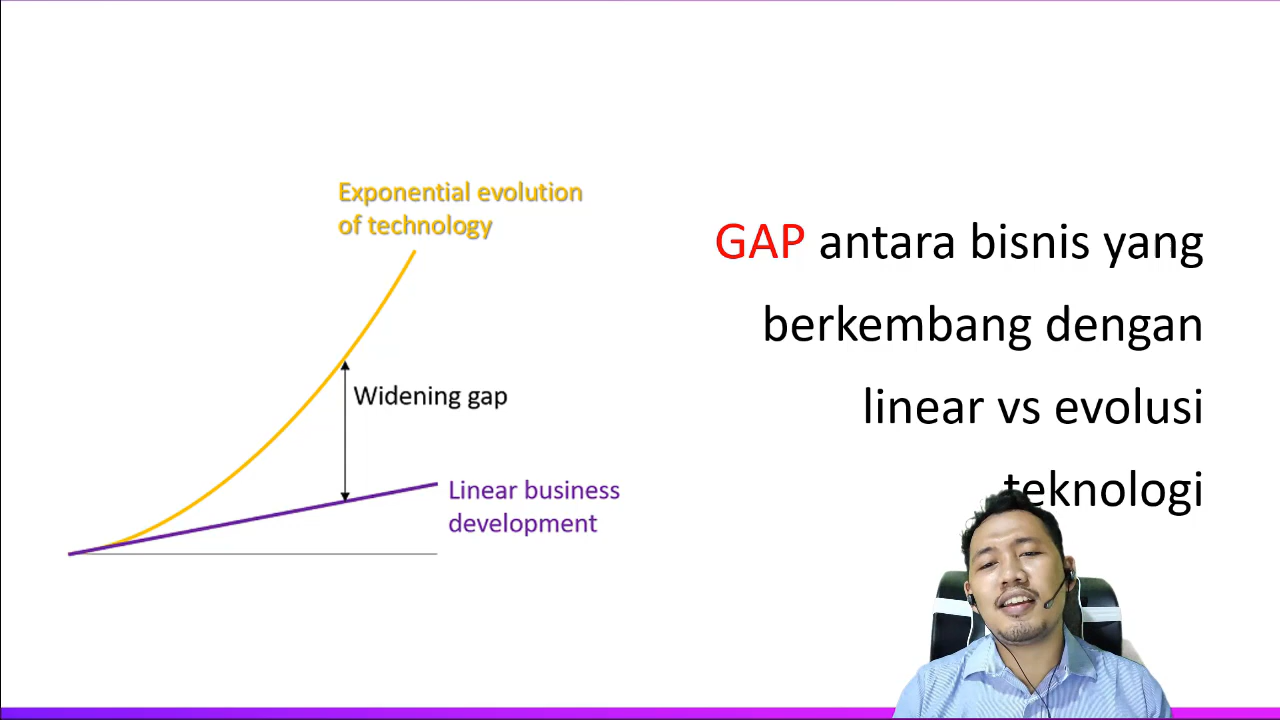 Exponential evolution
of technology
Widening gap
Linear business
development
GAP antara bisnis yang
berkembang dengan
linear vs evolusi
teknologi